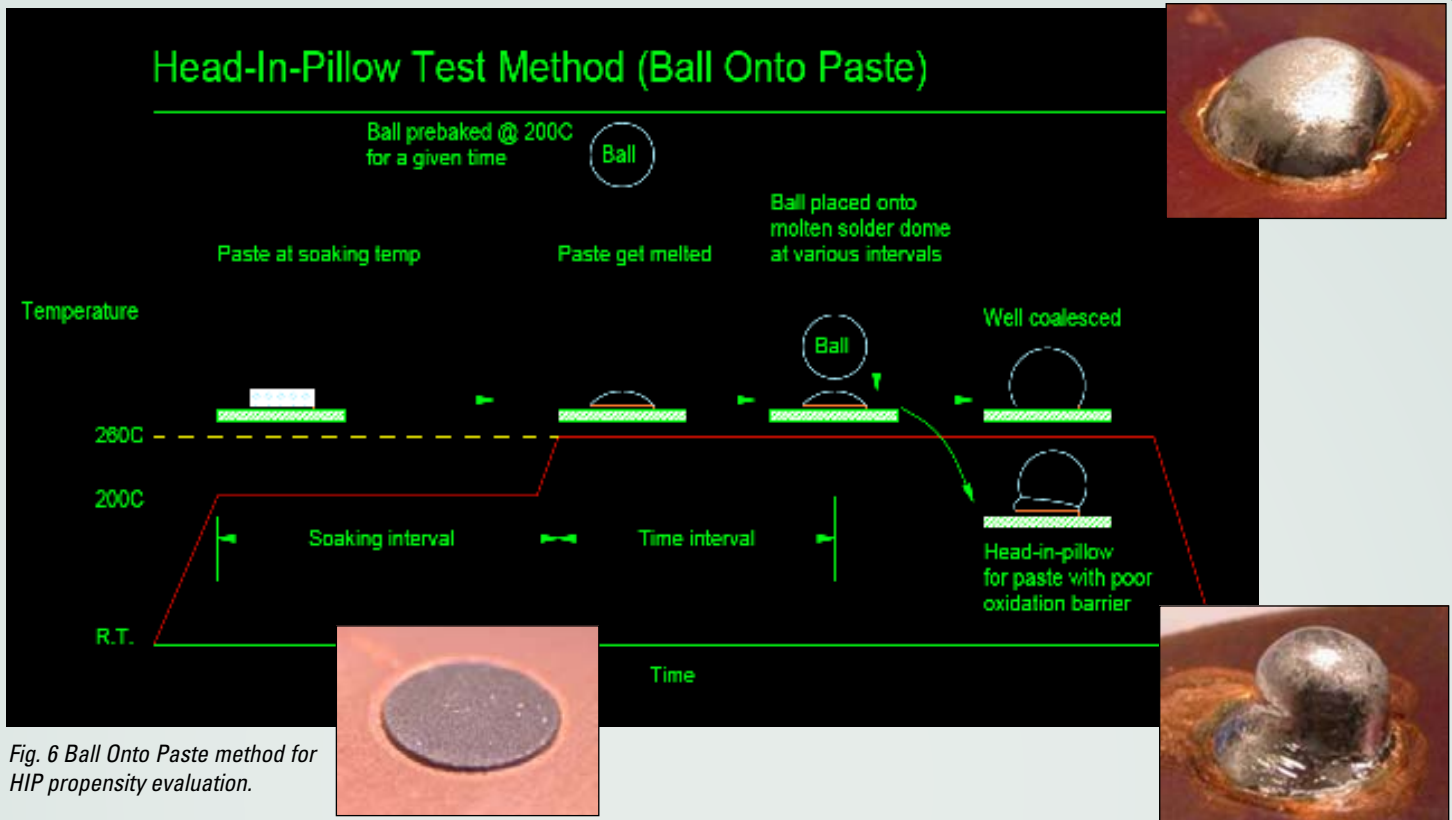 Head-In-Pillow Test Method (Ball Onto Paste)
Ball prebaked @ 200C
for a given time
Ball
Ball placed onto
molten solder dome
at various intervals
Paste at soaking temp
Paste get melted
Temperature
Well coalesced
Ball
260C
200C
Soaking interval
Time interval
Head-in-pillow
for paste with poor
oxidation barrier
R.T.
Time
Fig. 6 Ball Onto Paste method for
HIP propensity evaluation.